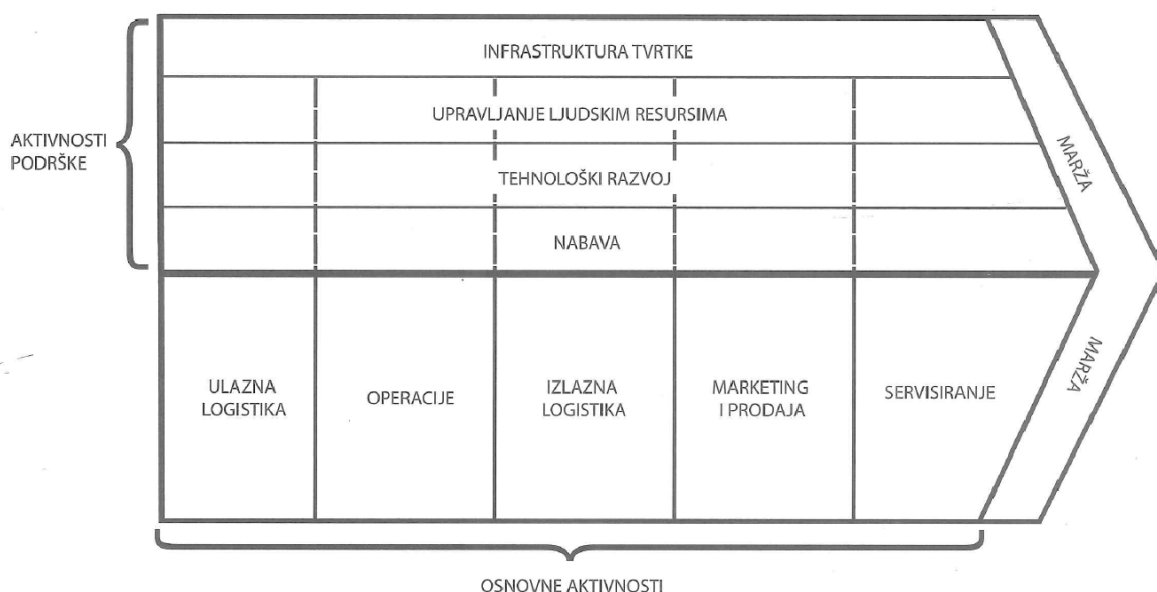 INFRASTRUKTURA TVRTKE
UPRAVLJANJE LJUDSKIM RESURSIMA
AKTIVNOSTI
PODRŠKE
TEHNOLOŠKI RAZVOJ
NABAVA
MARŽA
ULAZNA
LOGISTIKA
OPERACIJE
IZLAZNA
LOGISTIKA
MARKETING
I PRODAJA
SERVISIRANJE
MARŽA
OSNOVNE AKTIVNOSTI